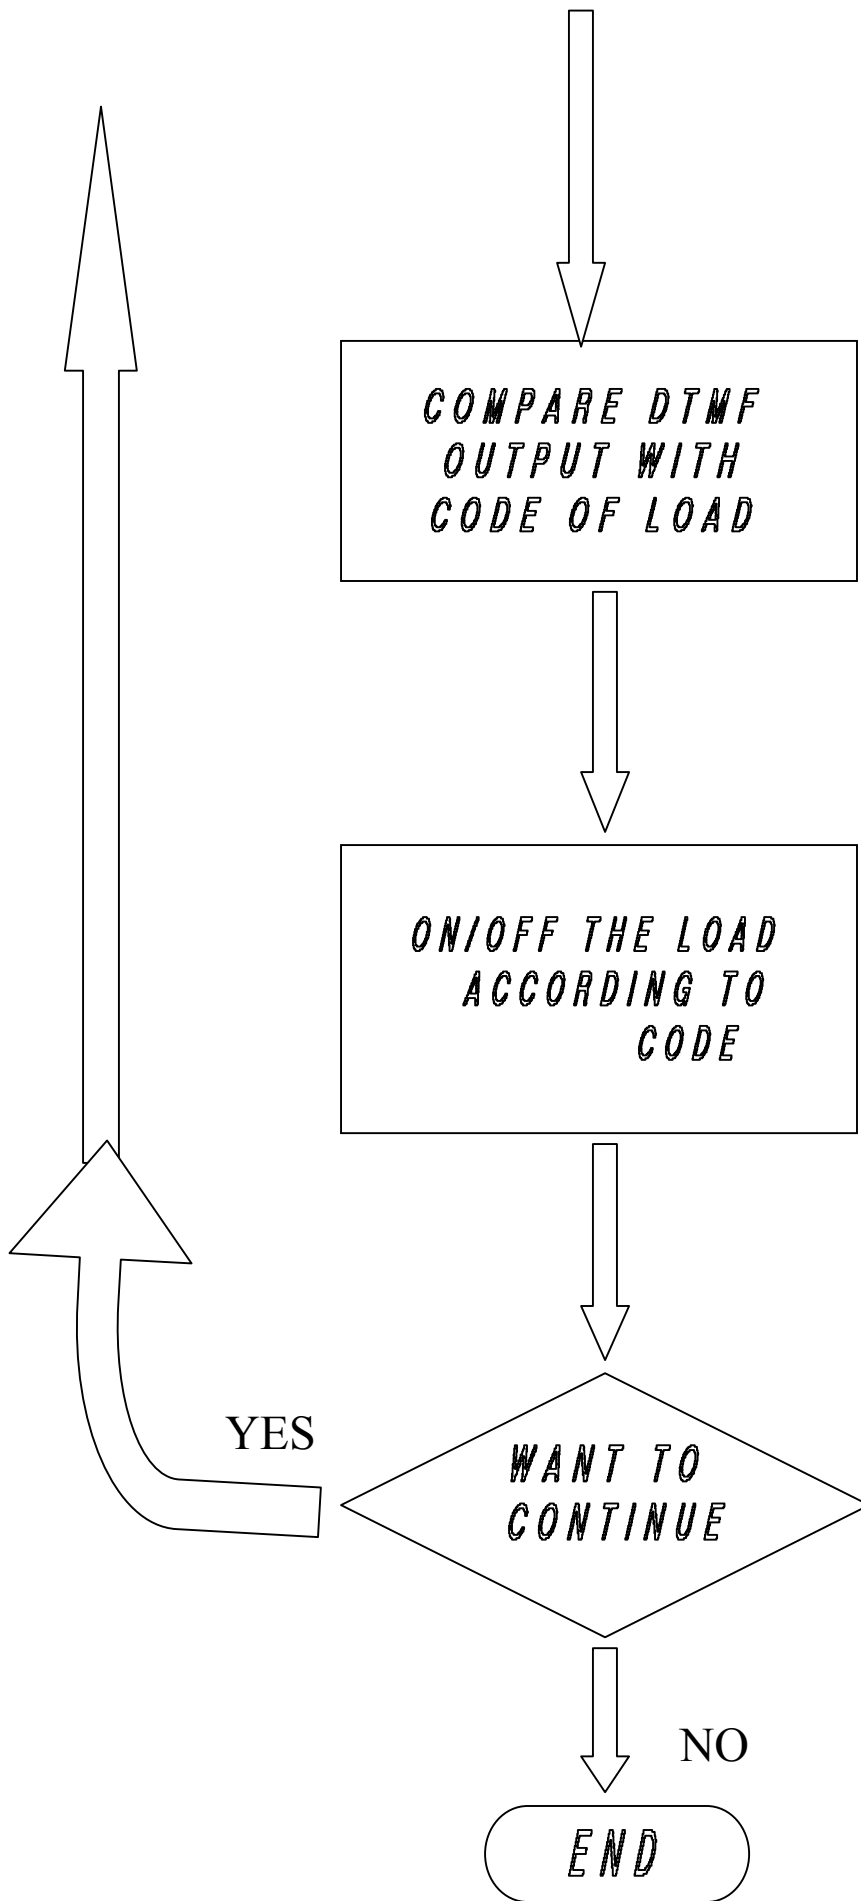 COMPARE DTMF
OUTPUT WITH
CODE OF LOAD
ON/OFF THE LOAD
ACCORDING TO
CODE
YES
WANT TO
CONTINUE
NO
END